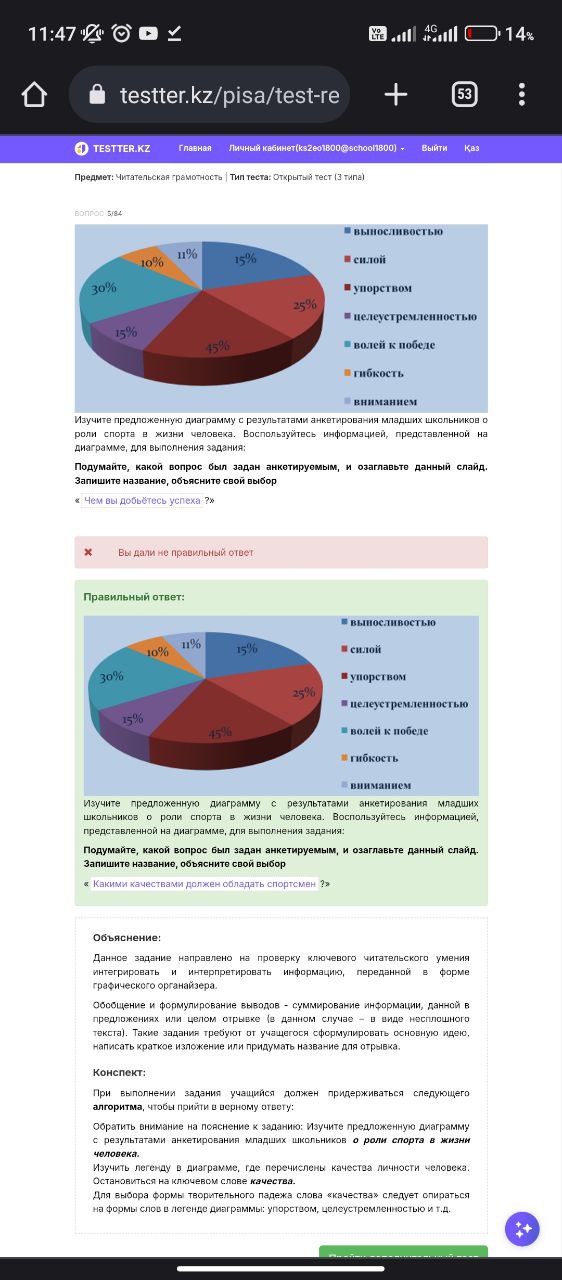 11:47
Vo LTE 4G 14%
testter.kz/pisa/test-re
53
TESTTER.KZ Главная Личный кабинет(ks2eo1800@school1800) Выйти Қаз
Предмет: Читательская грамотность | Тип теста: Открытый тест (3 типа)
ВОПРОС 5/84
11% 15% 10% 30% 25% 15% 45%
выносливостью
силой
упорством
целеустремленностью
волей к победе
гибкость
вниманием
Изучите предложенную диаграмму с результатами анкетирования младших школьников о
роли спорта в жизни человека. Воспользуйтесь информацией, представленной на
диаграмме, для выполнения задания:
Подумайте, какой вопрос был задан анкетируемым, и озаглавьте данный слайд.
Запишите название, объясните свой выбор
« Чем вы добьётесь успеха ?»
Вы дали не правильный ответ
Правильный ответ:
11% 15% 10% 30% 25% 15% 45%
выносливостью
силой
упорством
целеустремленностью
волей к победе
гибкость
вниманием
Изучите предложенную диаграмму с результатами анкетирования младших
школьников о роли спорта в жизни человека. Воспользуйтесь информацией,
представленной на диаграмме, для выполнения задания:
Подумайте, какой вопрос был задан анкетируемым, и озаглавьте данный слайд.
Запишите название, объясните свой выбор
« Какими качествами должен обладать спортсмен ?»
Объяснение:
Данное задание направлено на проверку ключевого читательского умения
интегрировать и интерпретировать информацию, переданной в форме
графического органайзера.
Обобщение и формулирование выводов - суммирование информации, данной в
предложениях или целом отрывке (в данном случае – в виде несплошного
текста). Такие задания требуют от учащегося сформулировать основную идею,
написать краткое изложение или придумать название для отрывка.
Конспект:
При выполнении задания учащийся должен придерживаться следующего
алгоритма, чтобы прийти в верному ответу:
Обратить внимание на пояснение к заданию: Изучите предложенную диаграмму
с результатами анкетирования младших школьников о роли спорта в жизни
человека.
Изучить легенду в диаграмме, где перечислены качества личности человека.
Остановиться на ключевом слове качества.
Для выбора формы творительного падежа слова «качества» следует опираться
на формы слов в легенде диаграммы: упорством, целеустремленностью и т.д.
Пройти дополнительный тест